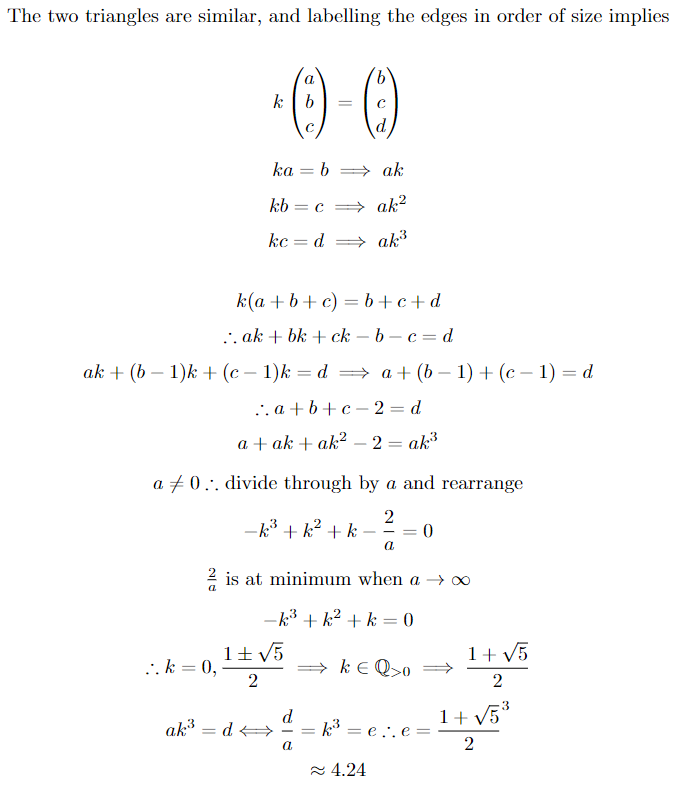 The two triangles are similar, and labelling the edges in order of size implies
k (a b c) = (b c d)
ka = b ⟹ ak
kb = c ⟹ ak²
kc = d ⟹ ak³
k(a + b + c) = b + c + d
∴ ak + bk + ck − b − c = d
ak + (b − 1)k + (c − 1)k = d ⟹ a + (b − 1) + (c − 1) = d
∴ a + b + c − 2 = d
a + ak + ak² − 2 = ak³
a ≠ 0 ∴ divide through by a and rearrange
−k³ + k² + k − 2/a = 0
2/a is at minimum when a → ∞
−k³ + k² + k = 0
∴ k = 0, (1 ± √5)/2 ⟹ k ∈ ℚ>0 ⟹ (1 + √5)/2
ak³ = d ⟺ d/a = k³ = e ∴ e = (1 + √5³)/2
≈ 4.24